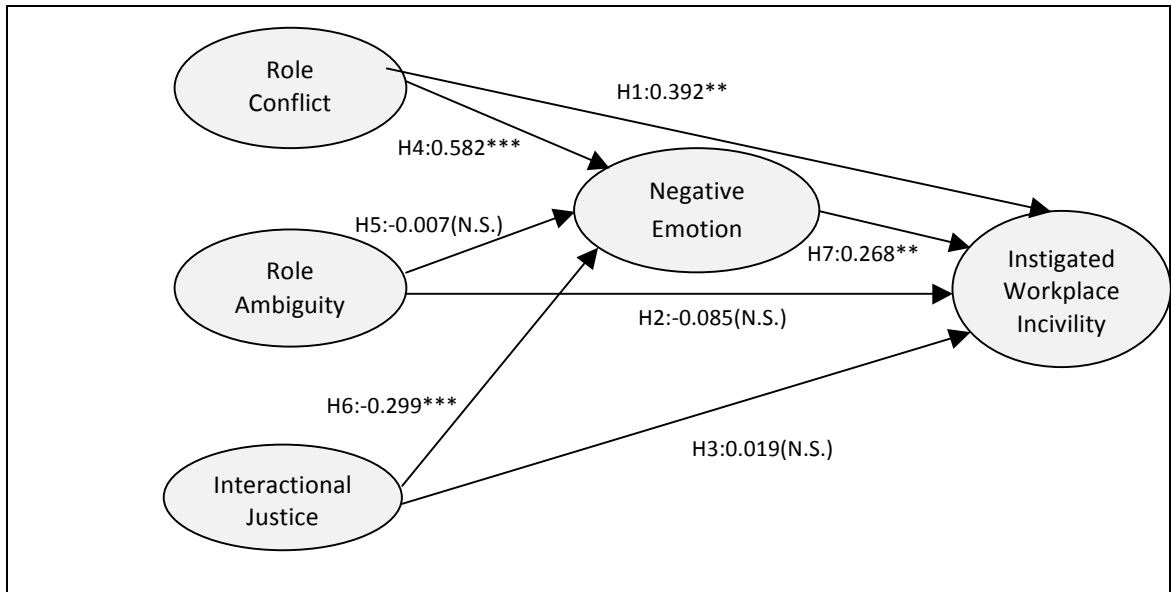 Role
Conflict
H1:0.392**
H4:0.582***
Negative
Emotion
H5:-0.007(N.S.)
H7:0.268**
Role
Ambiguity
Instigated
Workplace
Incivility
H2:-0.085(N.S.)
H6:-0.299***
H3:0.019(N.S.)
Interactional
Justice